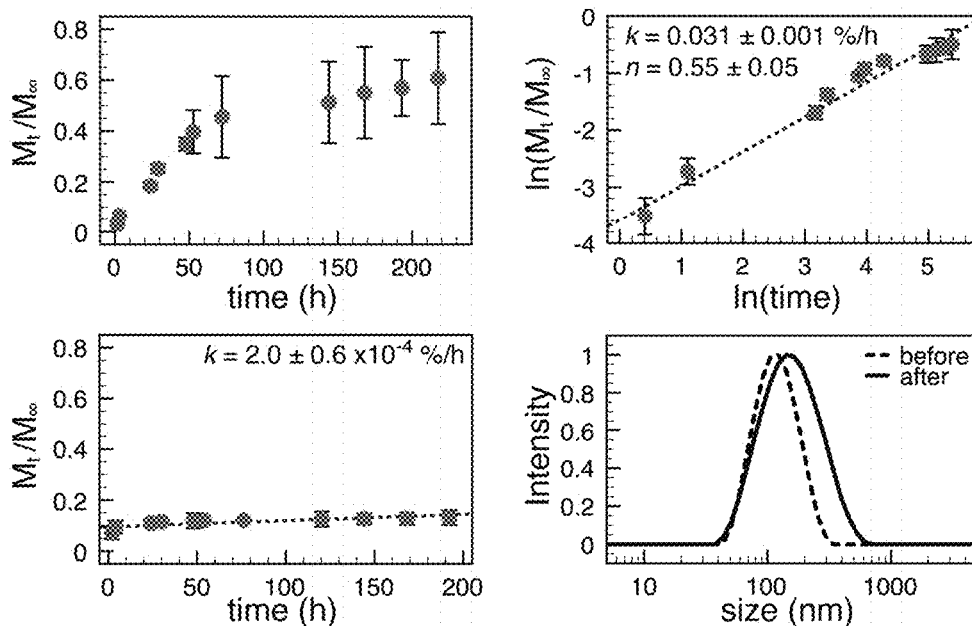 0.8
0.6
0.4
0.2
0
M_t/M_∞
0 50 100 150 200
time (h)
k = 0.031 ± 0.001 %/h
n = 0.55 ± 0.05
-0
-1
-2
-3
-4
ln(M_t/M_∞)
0 1 2 3 4 5
ln(time)
k = 2.0 ± 0.6 x10⁻⁴ %/h
0.8
0.6
0.4
0.2
0
M_t/M_∞
0 50 100 150 200
time (h)
before
after
1
0.8
0.6
0.4
0.2
0
Intensity
10 100 1000
size (nm)